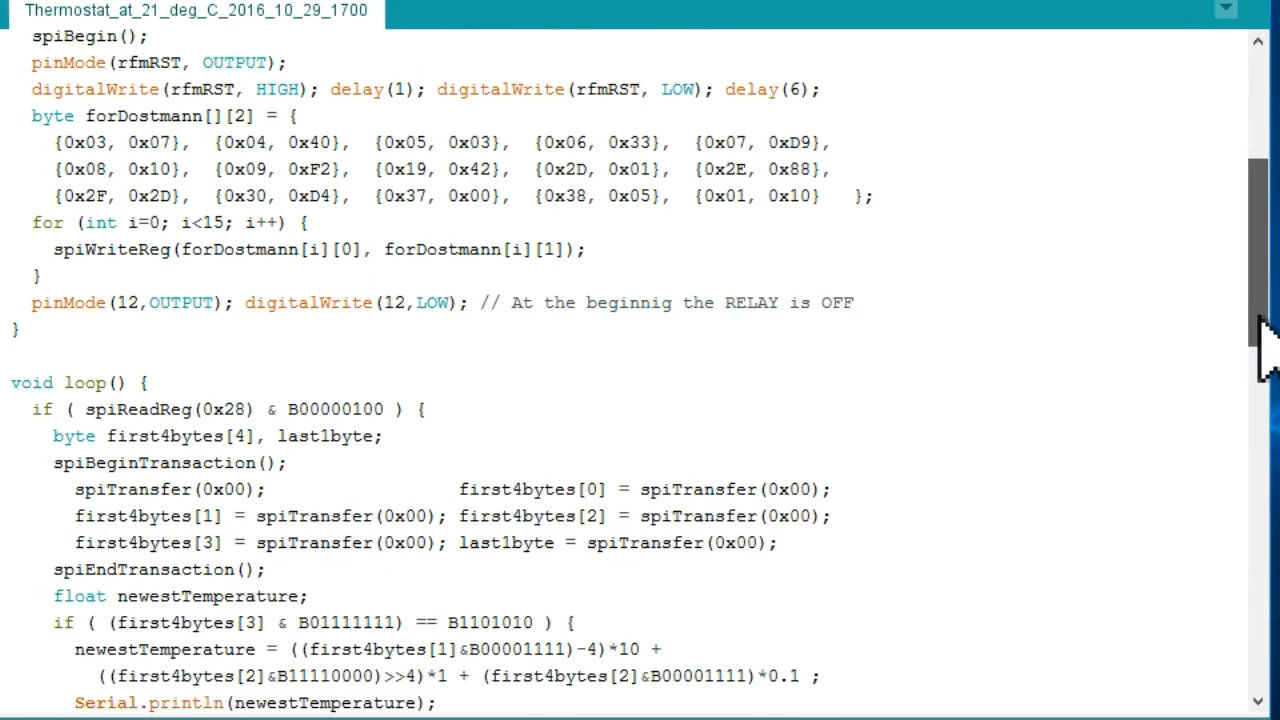 Thermostat_at_21_deg_C_2016_10_29_1700
spiBegin();
pinMode(rfmRST, OUTPUT);
digitalWrite(rfmRST, HIGH); delay(1); digitalWrite(rfmRST, LOW); delay(6);
byte forDostmann[][2] = {
{0x03, 0x07}, {0x04, 0x40}, {0x05, 0x03}, {0x06, 0x33}, {0x07, 0xD9},
{0x08, 0x10}, {0x09, 0xF2}, {0x19, 0x42}, {0x2D, 0x01}, {0x2E, 0x88},
{0x2F, 0x2D}, {0x30, 0xD4}, {0x37, 0x00}, {0x38, 0x05}, {0x01, 0x10} };
for (int i=0; i<15; i++) {
spiWriteReg(forDostmann[i][0], forDostmann[i][1]);
}
pinMode(12,OUTPUT); digitalWrite(12,LOW); // At the beginnig the RELAY is OFF
}
void loop() {
if ( spiReadReg(0x28) & B00000100 ) {
byte first4bytes[4], last1byte;
spiBeginTransaction();
spiTransfer(0x00); first4bytes[0] = spiTransfer(0x00);
first4bytes[1] = spiTransfer(0x00); first4bytes[2] = spiTransfer(0x00);
first4bytes[3] = spiTransfer(0x00); last1byte = spiTransfer(0x00);
spiEndTransaction();
float newestTemperature;
if ( (first4bytes[3] & B01111111) == B1101010 ) {
newestTemperature = ((first4bytes[1]&B00001111)-4)*10 +
((first4bytes[2]&B11110000)>>4)*1 + (first4bytes[2]&B00001111)*0.1 ;
Serial.println(newestTemperature);